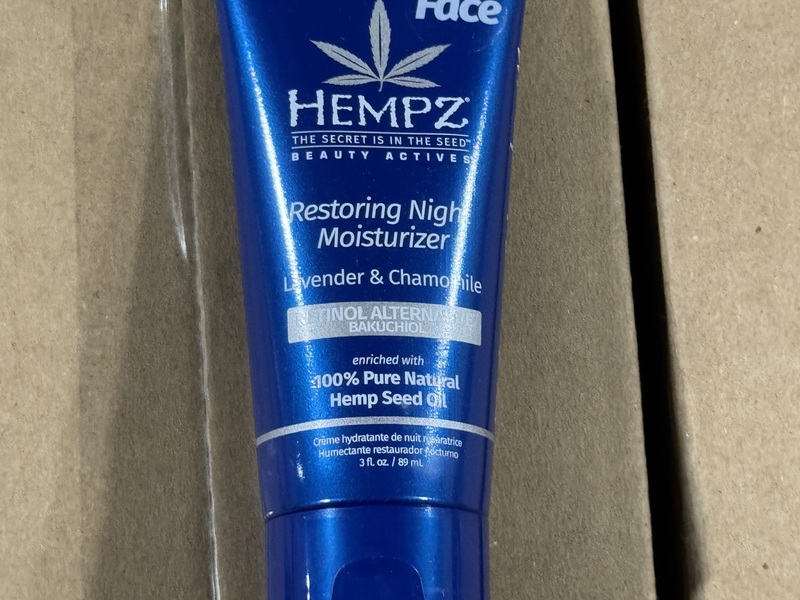 Face
HEMPZ
THE SECRET IS IN THE SEED™
BEAUTY ACTIVES
Restoring Night
Moisturizer
Lavender & Chamomile
RETINOL ALTERNATIVE
BAKUCHIOL
enriched with
100% Pure Natural
Hemp Seed Oil
Crème hydratante de nuit réparatrice
Humectante restaurador nocturno
3 fl. oz. / 89 mL